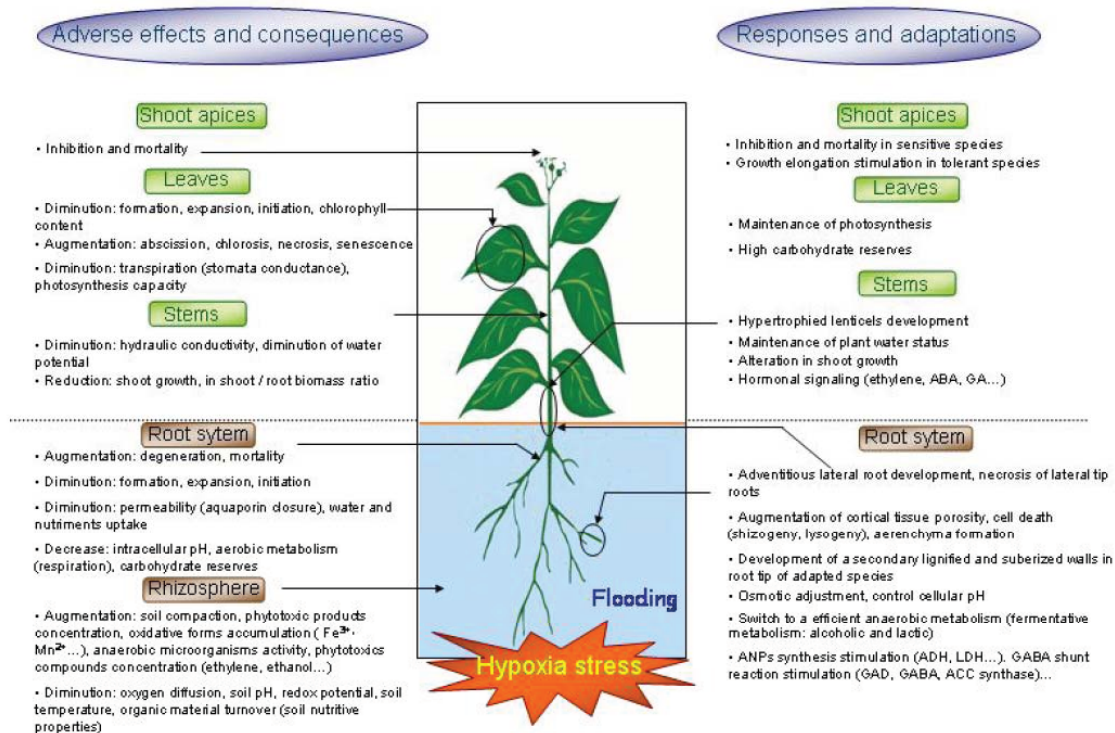 Adverse effects and consequences
Shoot apices
• Inhibition and mortality
Leaves
• Diminution: formation, expansion, initiation, chlorophyll
content
• Augmentation: abscission, chlorosis, necrosis, senescence
• Diminution: transpiration (stomata conductance),
photosynthesis capacity
Stems
• Diminution: hydraulic conductivity, diminution of water
potential
• Reduction: shoot growth, in shoot / root biomass ratio
Root sytem
• Augmentation: degeneration, mortality
• Diminution: formation, expansion, initiation
• Diminution: permeability (aquaporin closure), water and
nutriments uptake
• Decrease: intracellular pH, aerobic metabolism
(respiration), carbohydrate reserves
Rhizosphere
• Augmentation: soil compaction, phytotoxic products
concentration, oxidative forms accumulation ( Fe³⁺,
Mn²⁺...), anaerobic microorganisms activity, phytotoxics
compounds concentration (ethylene, ethanol...)
• Diminution: oxygen diffusion, soil pH, redox potential, soil
temperature, organic material turnover (soil nutritive
properties)
Flooding
Hypoxia stress
Responses and adaptations
Shoot apices
• Inhibition and mortality in sensitive species
• Growth elongation stimulation in tolerant species
Leaves
• Maintenance of photosynthesis
• High carbohydrate reserves
Stems
• Hypertrophied lenticels development
• Maintenance of plant water status
• Alteration in shoot growth
• Hormonal signaling (ethylene, ABA, GA...)
Root sytem
• Adventitious lateral root development, necrosis of lateral tip
roots
• Augmentation of cortical tissue porosity, cell death
(shizogeny, lysogeny), aerenchyma formation
• Development of a secondary lignified and suberized walls in
root tip of adapted species
• Osmotic adjustment, control cellular pH
• Switch to a efficient anaerobic metabolism (fermentative
metabolism: alcoholic and lactic)
• ANPs synthesis stimulation (ADH, LDH...). GABA shunt
reaction stimulation (GAD, GABA, ACC synthase)...